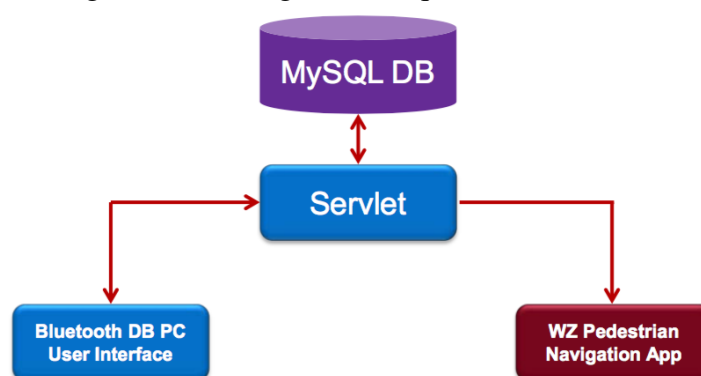 MySQL DB
Servlet
Bluetooth DB PC
User Interface
WZ Pedestrian
Navigation App